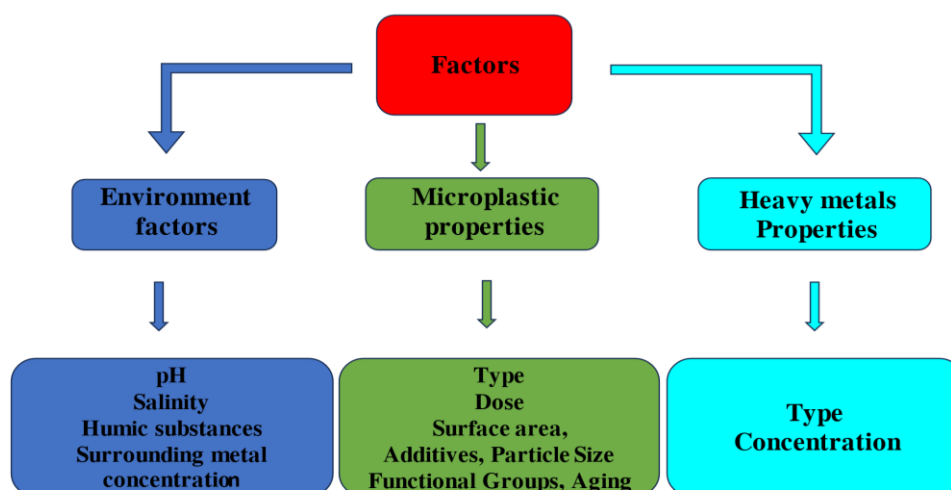 Factors
Environment
factors
Microplastic
properties
Heavy metals
Properties
pH
Salinity
Humic substances
Surrounding metal
concentration
Type
Dose
Surface area,
Additives, Particle Size
Functional Groups, Aging
Type
Concentration